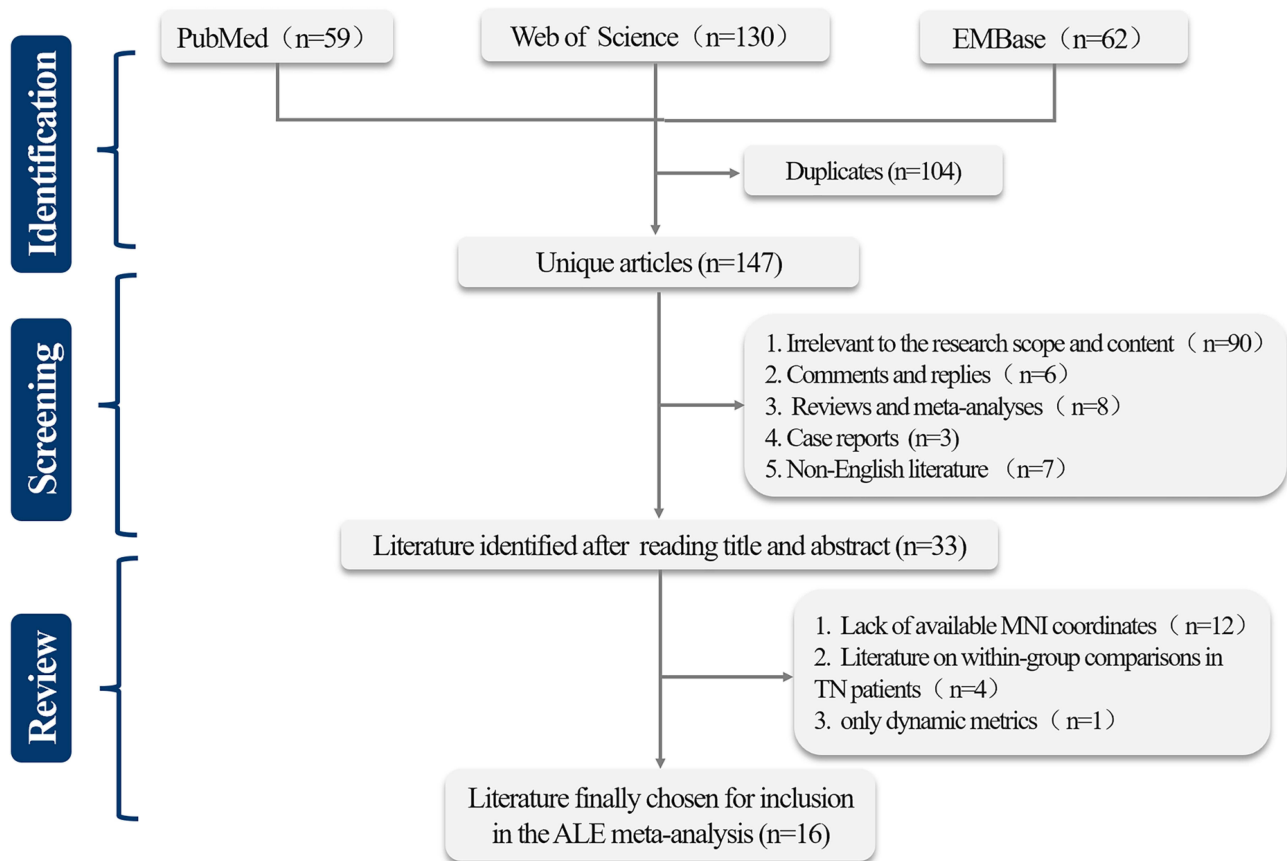 Identification
PubMed（n=59）
Web of Science（n=130）
EMBase（n=62）
Duplicates (n=104)
Unique articles (n=147)
Screening
1. Irrelevant to the research scope and content（n=90）
2. Comments and replies（n=6）
3. Reviews and meta-analyses（n=8）
4. Case reports (n=3)
5. Non-English literature （n=7）
Literature identified after reading title and abstract (n=33)
Review
1. Lack of available MNI coordinates（n=12）
2. Literature on within-group comparisons in
TN patients（n=4）
3. only dynamic metrics（n=1）
Literature finally chosen for inclusion
in the ALE meta-analysis (n=16)